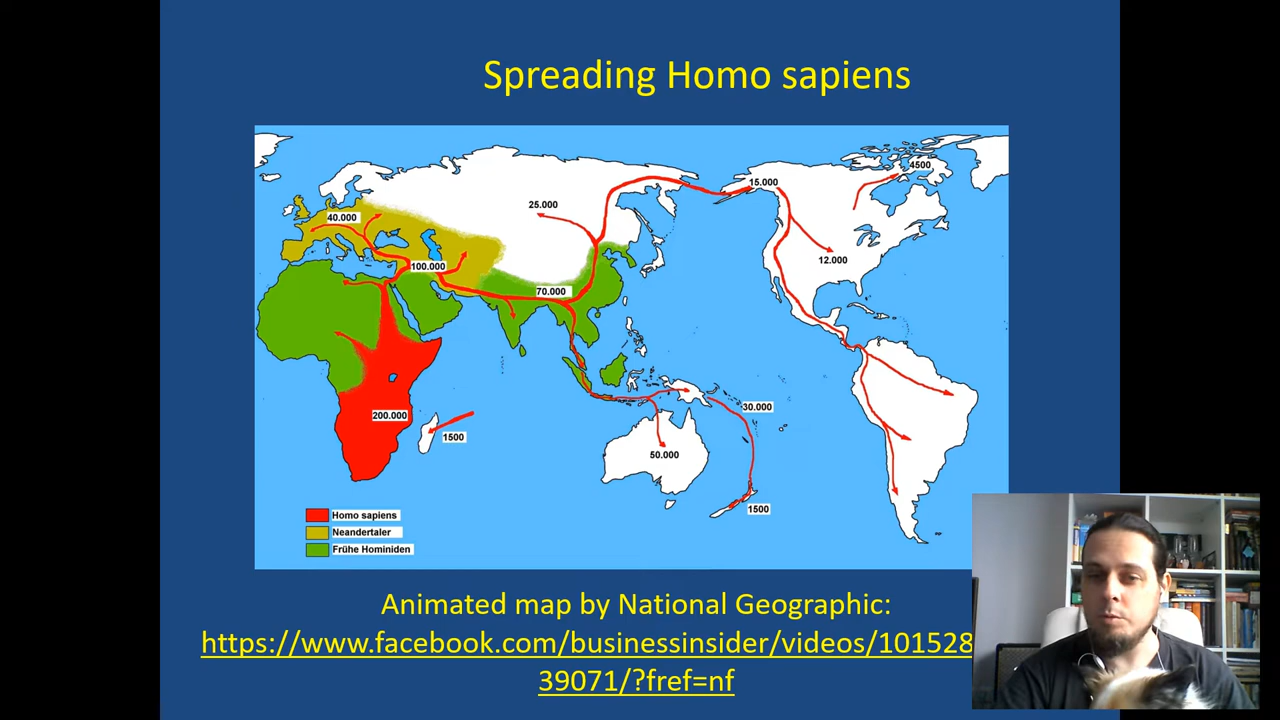 Spreading Homo sapiens
4500
15.000
25.000
40.000
12.000
100.000
70.000
30.000
200.000
1500
50.000
1500
Homo sapiens
Neandertaler
Frühe Hominiden
Animated map by National Geographic:
https://www.facebook.com/businessinsider/videos/101528
39071/?fref=nf